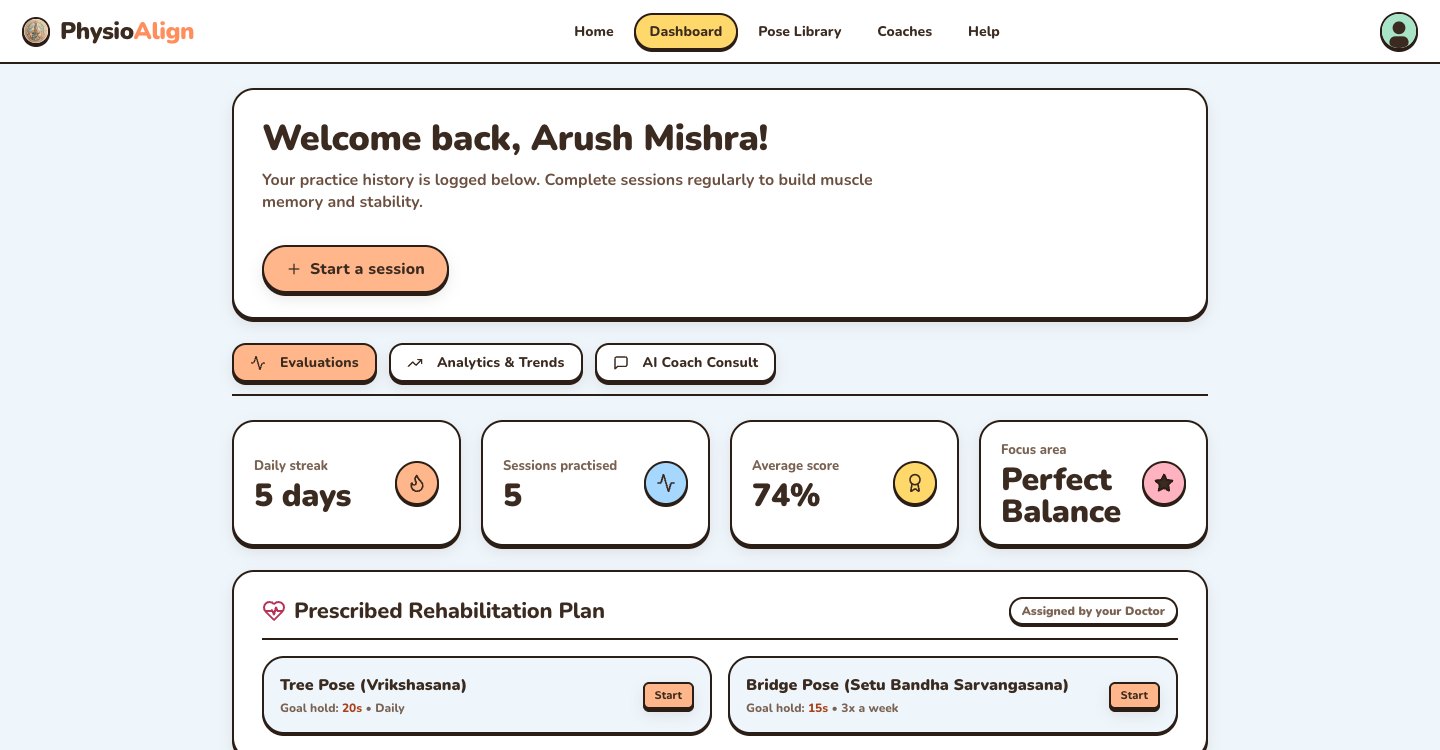 PhysioAlign
Home
Dashboard
Pose Library
Coaches
Help
Welcome back, Arush Mishra!
Your practice history is logged below. Complete sessions regularly to build muscle
memory and stability.
Start a session
Evaluations
Analytics & Trends
AI Coach Consult
Daily streak
5 days
Sessions practised
5
Average score
74%
Focus area
Perfect
Balance
Prescribed Rehabilitation Plan
Assigned by your Doctor
Tree Pose (Vrikshasana)
Goal hold: 20s • Daily
Start
Bridge Pose (Setu Bandha Sarvangasana)
Goal hold: 15s • 3x a week
Start